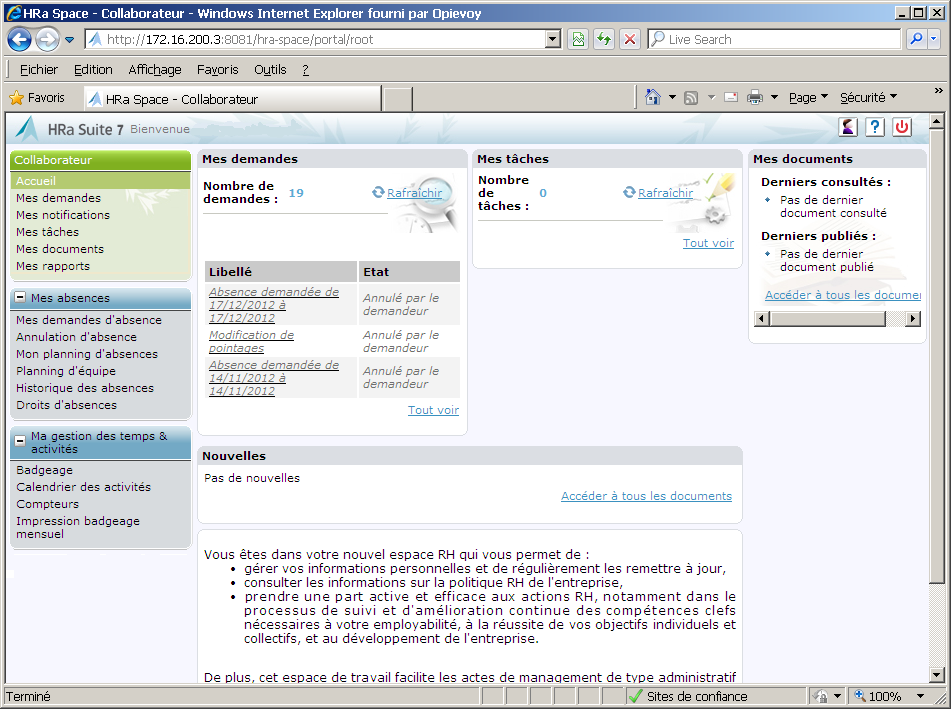 HRa Space - Collaborateur - Windows Internet Explorer fourni par Opievoy
http://172.16.200.3:8081/hra-space/portal/root
Live Search
Fichier Edition Affichage Favoris Outils ?
Favoris HRa Space - Collaborateur Page Sécurité »
HRa Suite 7 Bienvenue ?
Collaborateur
Accueil
Mes demandes
Mes notifications
Mes tâches
Mes documents
Mes rapports
Mes absences
Mes demandes d'absence
Annulation d'absence
Mon planning d'absences
Planning d'équipe
Historique des absences
Droits d'absences
Ma gestion des temps &
activités
Badgeage
Calendrier des activités
Compteurs
Impression badgeage
mensuel
Mes demandes
Nombre de
demandes : 19 Rafraîchir
Libellé Etat
Absence demandée de
17/12/2012 à
17/12/2012
Annulé par le
demandeur
Modification de
pointages
Annulé par le
demandeur
Absence demandée de
14/11/2012 à
14/11/2012
Annulé par le
demandeur
Tout voir
Mes tâches
Nombre
de
tâches : 0 Rafraîchir
Tout voir
Mes documents
Derniers consultés :
Pas de dernier
document consulté
Derniers publiés :
Pas de dernier
document publié
Accéder à tous les documen
Nouvelles
Pas de nouvelles
Accéder à tous les documents
Vous êtes dans votre nouvel espace RH qui vous permet de :
• gérer vos informations personnelles et de régulièrement les remettre à jour,
• consulter les informations sur la politique RH de l'entreprise,
• prendre une part active et efficace aux actions RH, notamment dans le
processus de suivi et d'amélioration continue des compétences clefs
nécessaires à votre employabilité, à la réussite de vos objectifs individuels et
collectifs, et au développement de l'entreprise.
De plus, cet espace de travail facilite les actes de management de type administratif
Terminé Sites de confiance 100%